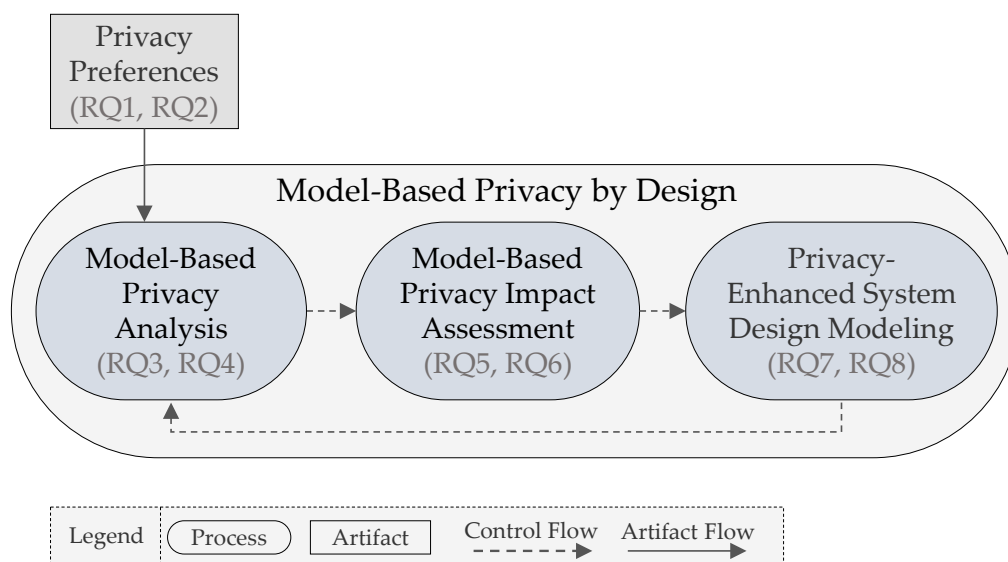 Privacy
Preferences
(RQ1, RQ2)
Model-Based Privacy by Design
Model-Based
Privacy
Analysis
(RQ3, RQ4)
Model-Based
Privacy Impact
Assessment
(RQ5, RQ6)
Privacy-
Enhanced System
Design Modeling
(RQ7, RQ8)
Legend
Process
Artifact
Control Flow
Artifact Flow